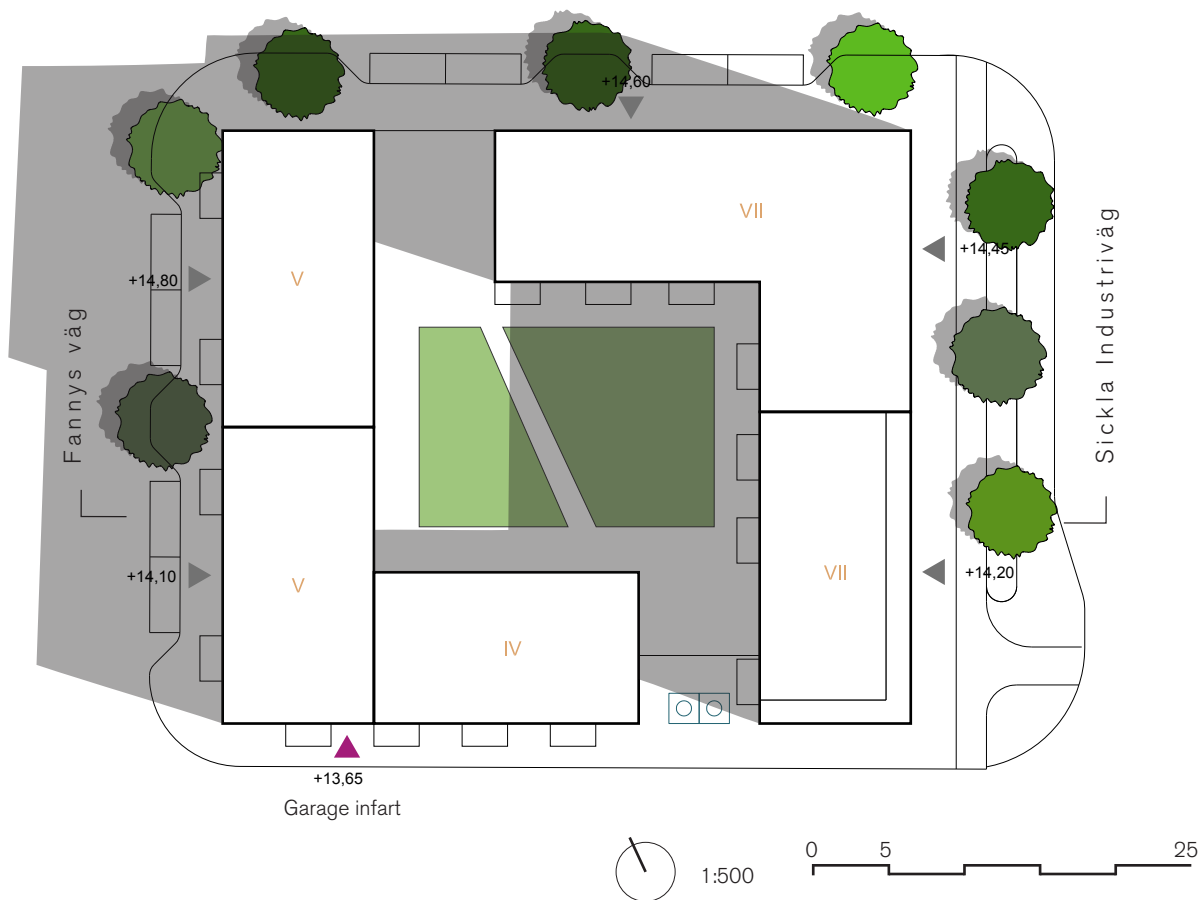 +14,60
VII
+14,45
+14,80
V
Fannys väg
Sickla Industriväg
+14,10
V
VII
+14,20
IV
+13,65
Garage infart
1:500
0 5 25